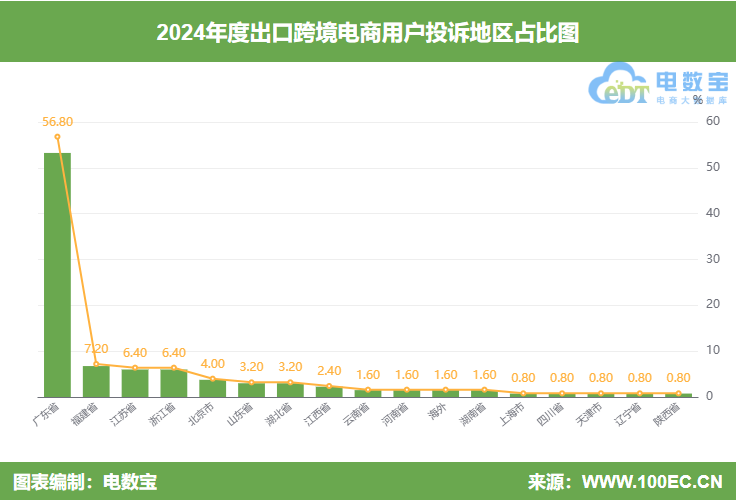 2024年度出口跨境电商用户投诉地区占比图
eDT 电数宝
电商大数据库
%
60
50
40
30
20
10
0
56.80
7.20
6.40
6.40
4.00
3.20
3.20
2.40
1.60
1.60
1.60
1.60
0.80
0.80
0.80
0.80
0.80
广东省
福建省
江苏省
浙江省
北京市
山东省
湖北省
江西省
云南省
河南省
海外
湖南省
上海市
四川省
天津市
辽宁省
陕西省
图表编制：电数宝
来源：WWW.100EC.CN